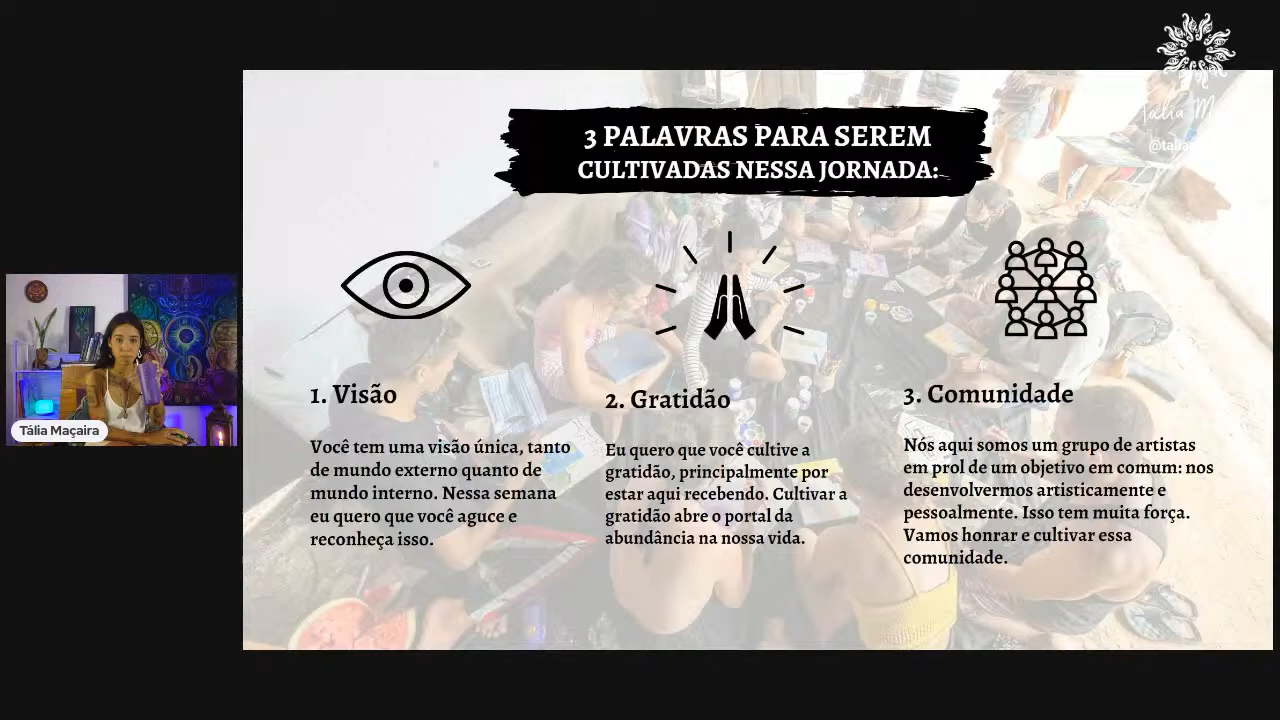 3 PALAVRAS PARA SEREM
CULTIVADAS NESSA JORNADA:
1. Visão
Você tem uma visão única, tanto
de mundo externo quanto de
mundo interno. Nessa semana
eu quero que você aguce e
reconheça isso.
2. Gratidão
Eu quero que você cultive a
gratidão, principalmente por
estar aqui recebendo. Cultivar a
gratidão abre o portal da
abundância na nossa vida.
3. Comunidade
Nós aqui somos um grupo de artistas
em prol de um objetivo em comum: nos
desenvolvermos artisticamente e
pessoalmente. Isso tem muita força.
Vamos honrar e cultivar essa
comunidade.
Tália Maçaira